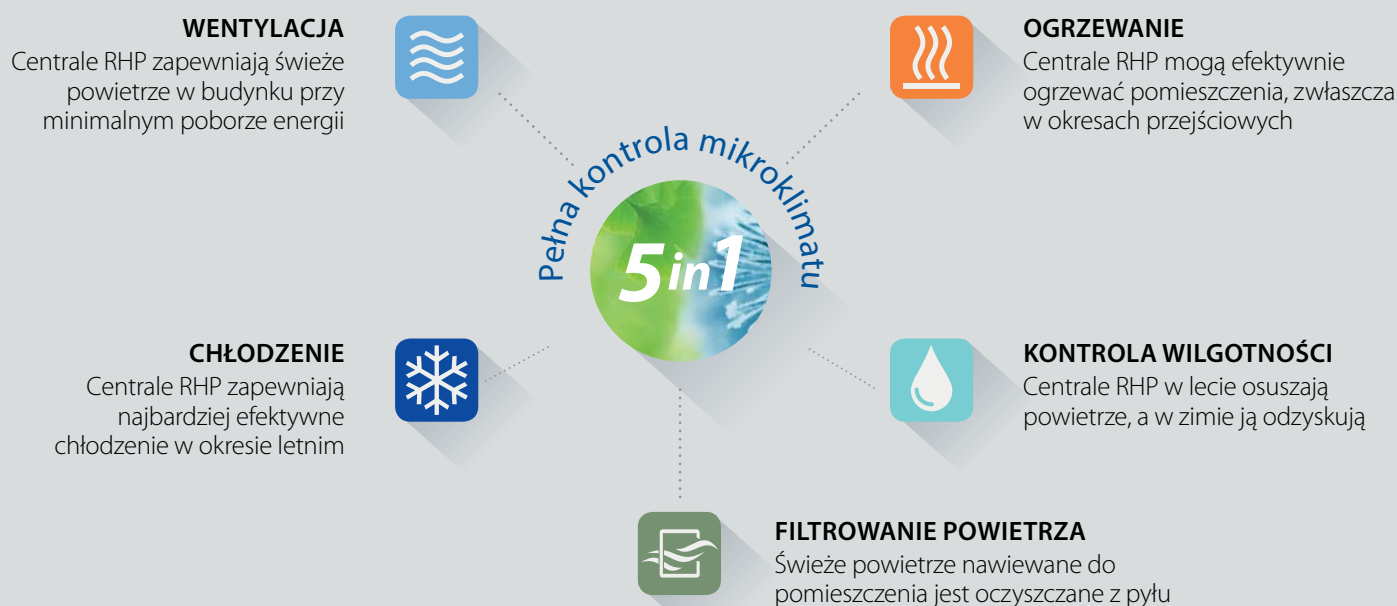 WENTYLACJA
Centrale RHP zapewniają świeże
powietrze w budynku przy
minimalnym poborze energii
OGRZEWANIE
Centrale RHP mogą efektywnie
ogrzewać pomieszczenia, zwłaszcza
w okresach przejściowych
Pełna kontrola mikroklimatu
5in1
CHŁODZENIE
Centrale RHP zapewniają
najbardziej efektywne
chłodzenie w okresie letnim
KONTROLA WILGOTNOŚCI
Centrale RHP w lecie osuszają
powietrze, a w zimie ją odzyskują
FILTROWANIE POWIETRZA
Świeże powietrze nawiewane do
pomieszczenia jest oczyszczane z pyłu